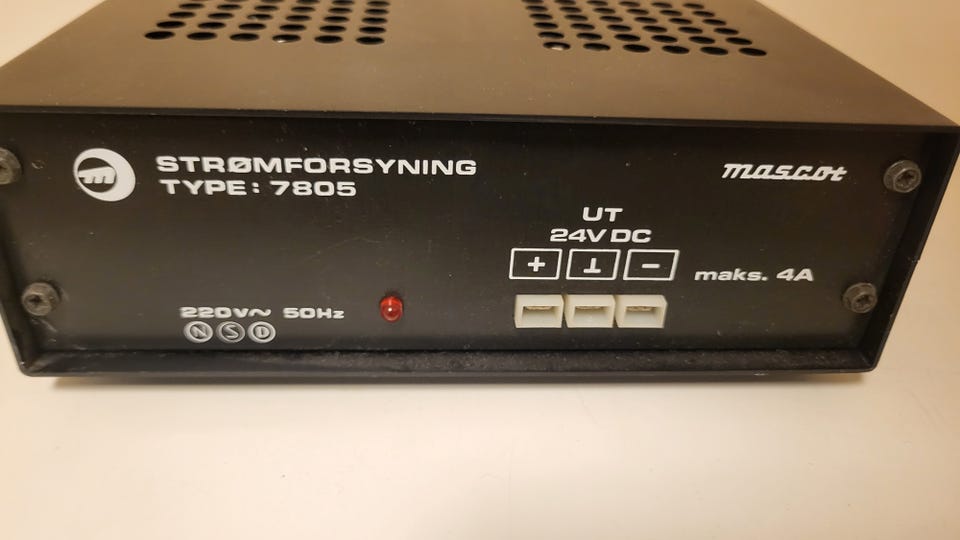 m
STRØMFORSYNING
TYPE: 7805
mascot
UT
24V DC
+ ⊥ −
maks. 4A
220V~ 50Hz
N S D